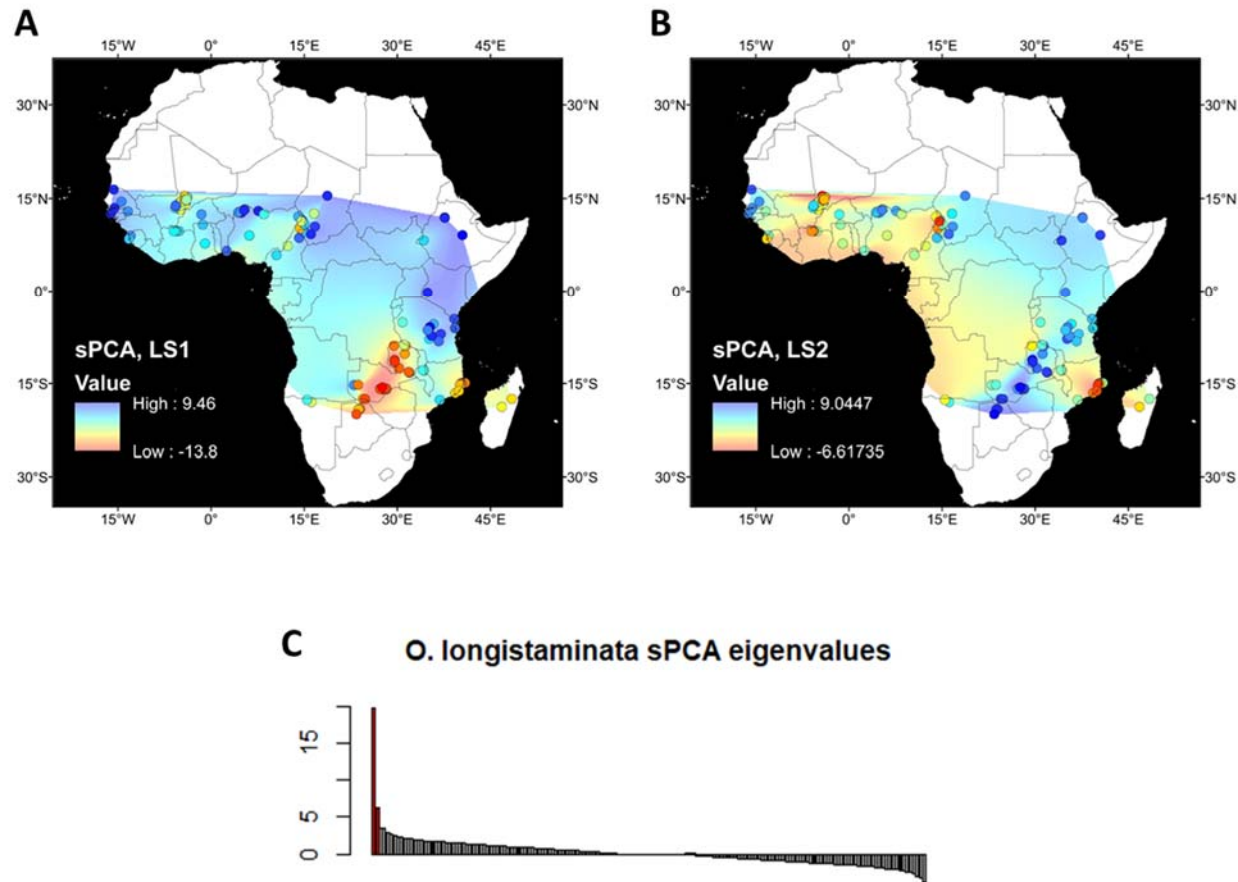 A
B
15°W 0° 15°E 30°E 45°E
15°W 0° 15°E 30°E 45°E
30°N 30°N
30°N 30°N
15°N 15°N
15°N 15°N
0° 0°
0° 0°
sPCA, LS1
Value
High : 9.46
Low : -13.8
sPCA, LS2
Value
High : 9.0447
Low : -6.61735
15°S 15°S
15°S 15°S
30°S 30°S
30°S 30°S
15°W 0° 15°E 30°E 45°E
15°W 0° 15°E 30°E 45°E
C
O. longistaminata sPCA eigenvalues
15
5
0